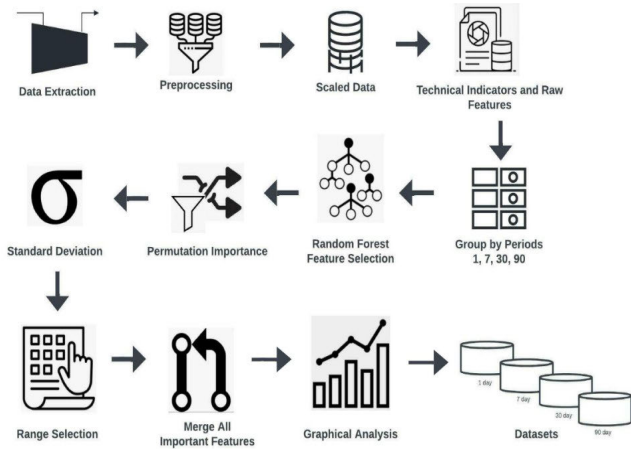 Data Extraction
Preprocessing
Scaled Data
Technical Indicators and Raw
Features
Group by Periods
1, 7, 30, 90
Random Forest
Feature Selection
Permutation Importance
σ
Standard Deviation
Range Selection
Merge All
Important Features
Graphical Analysis
1 day
7 day
30 day
90 day
Datasets